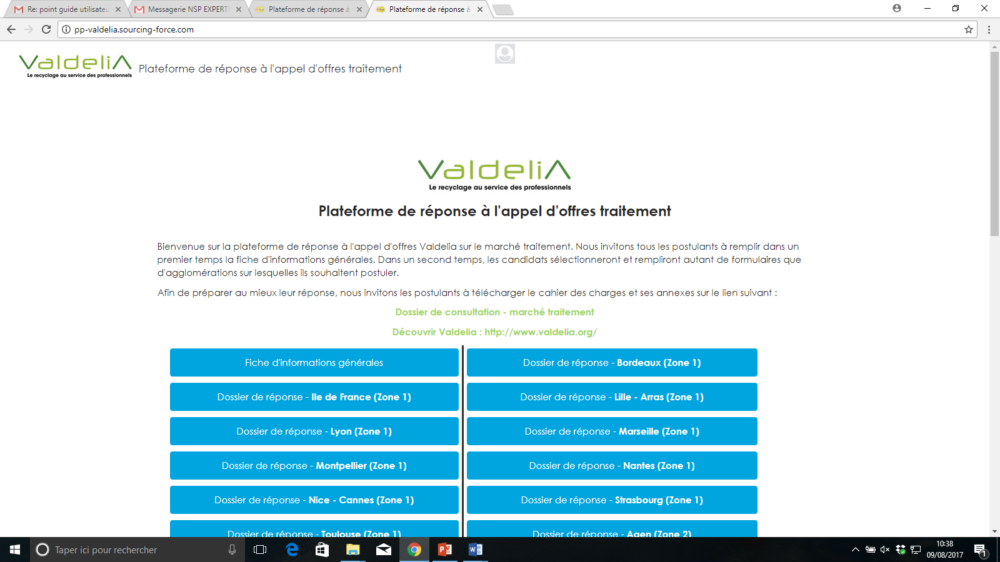 Re: point guide utilisateu
Messagerie NSP EXPERTI
Plateforme de réponse à
Plateforme de réponse à
pp-valdelia.sourcing-force.com
Valdelia
Le recyclage au service des professionnels
Plateforme de réponse à l'appel d'offres traitement
Valdelia
Le recyclage au service des professionnels
Plateforme de réponse à l'appel d'offres traitement
Bienvenue sur la plateforme de réponse à l'appel d'offres Valdelia sur le marché traitement. Nous invitons tous les postulants à remplir dans un
premier temps la fiche d'informations générales. Dans un second temps, les candidats sélectionneront et rempliront autant de formulaires que
d'agglomérations sur lesquelles ils souhaitent postuler.
Afin de préparer au mieux leur réponse, nous invitons les postulants à télécharger le cahier des charges et ses annexes sur le lien suivant :
Dossier de consultation - marché traitement
Découvrir Valdelia : http://www.valdelia.org/
Fiche d'informations générales
Dossier de réponse - Bordeaux (Zone 1)
Dossier de réponse - Ile de France (Zone 1)
Dossier de réponse - Lille - Arras (Zone 1)
Dossier de réponse - Lyon (Zone 1)
Dossier de réponse - Marseille (Zone 1)
Dossier de réponse - Montpellier (Zone 1)
Dossier de réponse - Nantes (Zone 1)
Dossier de réponse - Nice - Cannes (Zone 1)
Dossier de réponse - Strasbourg (Zone 1)
Dossier de réponse - Toulouse (Zone 1)
Dossier de réponse - Agen (Zone 2)
Taper ici pour rechercher
10:38
09/08/2017
1